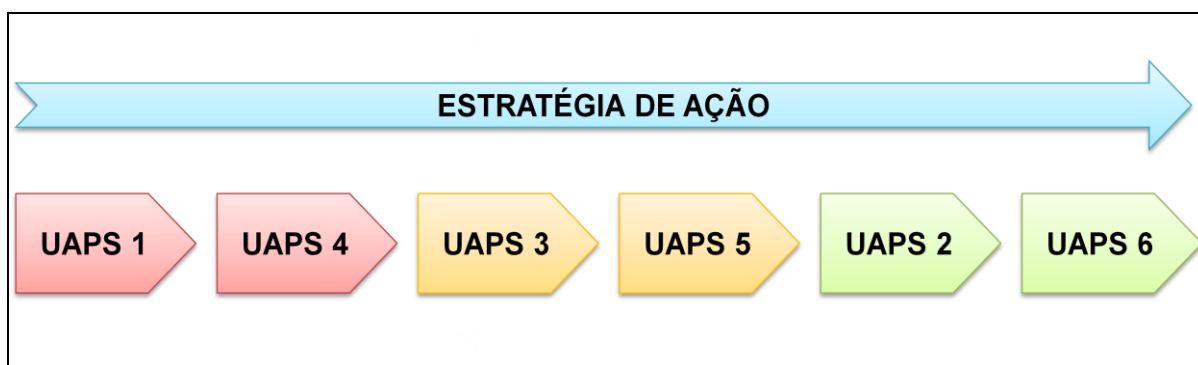 ESTRATÉGIA DE AÇÃO
UAPS 1 UAPS 4 UAPS 3 UAPS 5 UAPS 2 UAPS 6